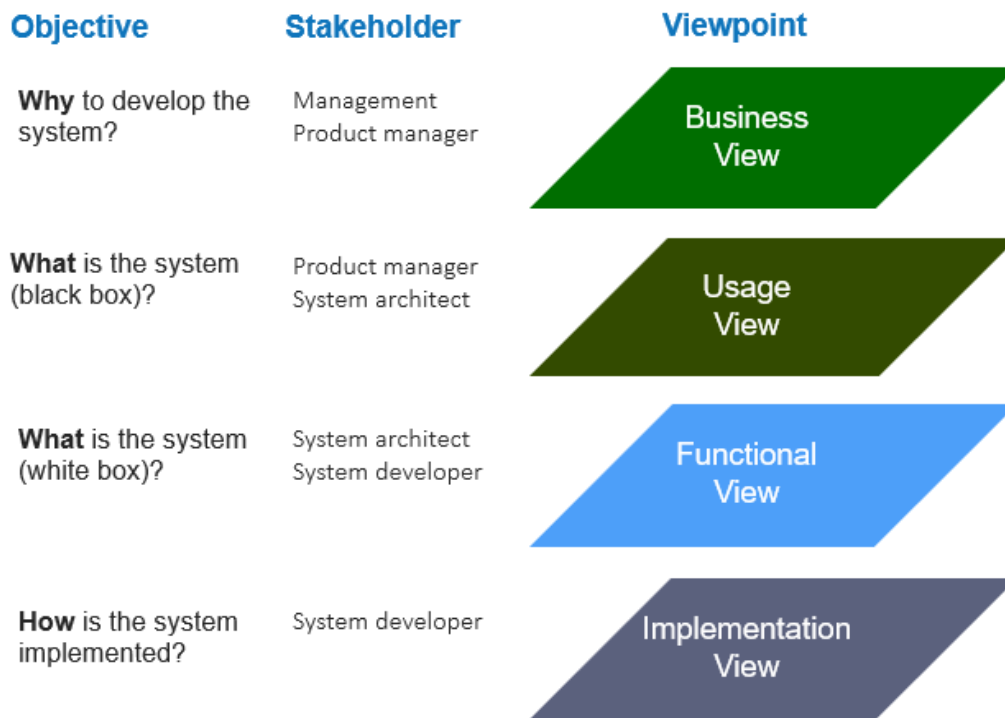 Objective
Stakeholder
Viewpoint
Why to develop the
system?
Management
Product manager
Business
View
What is the system
(black box)?
Product manager
System architect
Usage
View
What is the system
(white box)?
System architect
System developer
Functional
View
How is the system
implemented?
System developer
Implementation
View